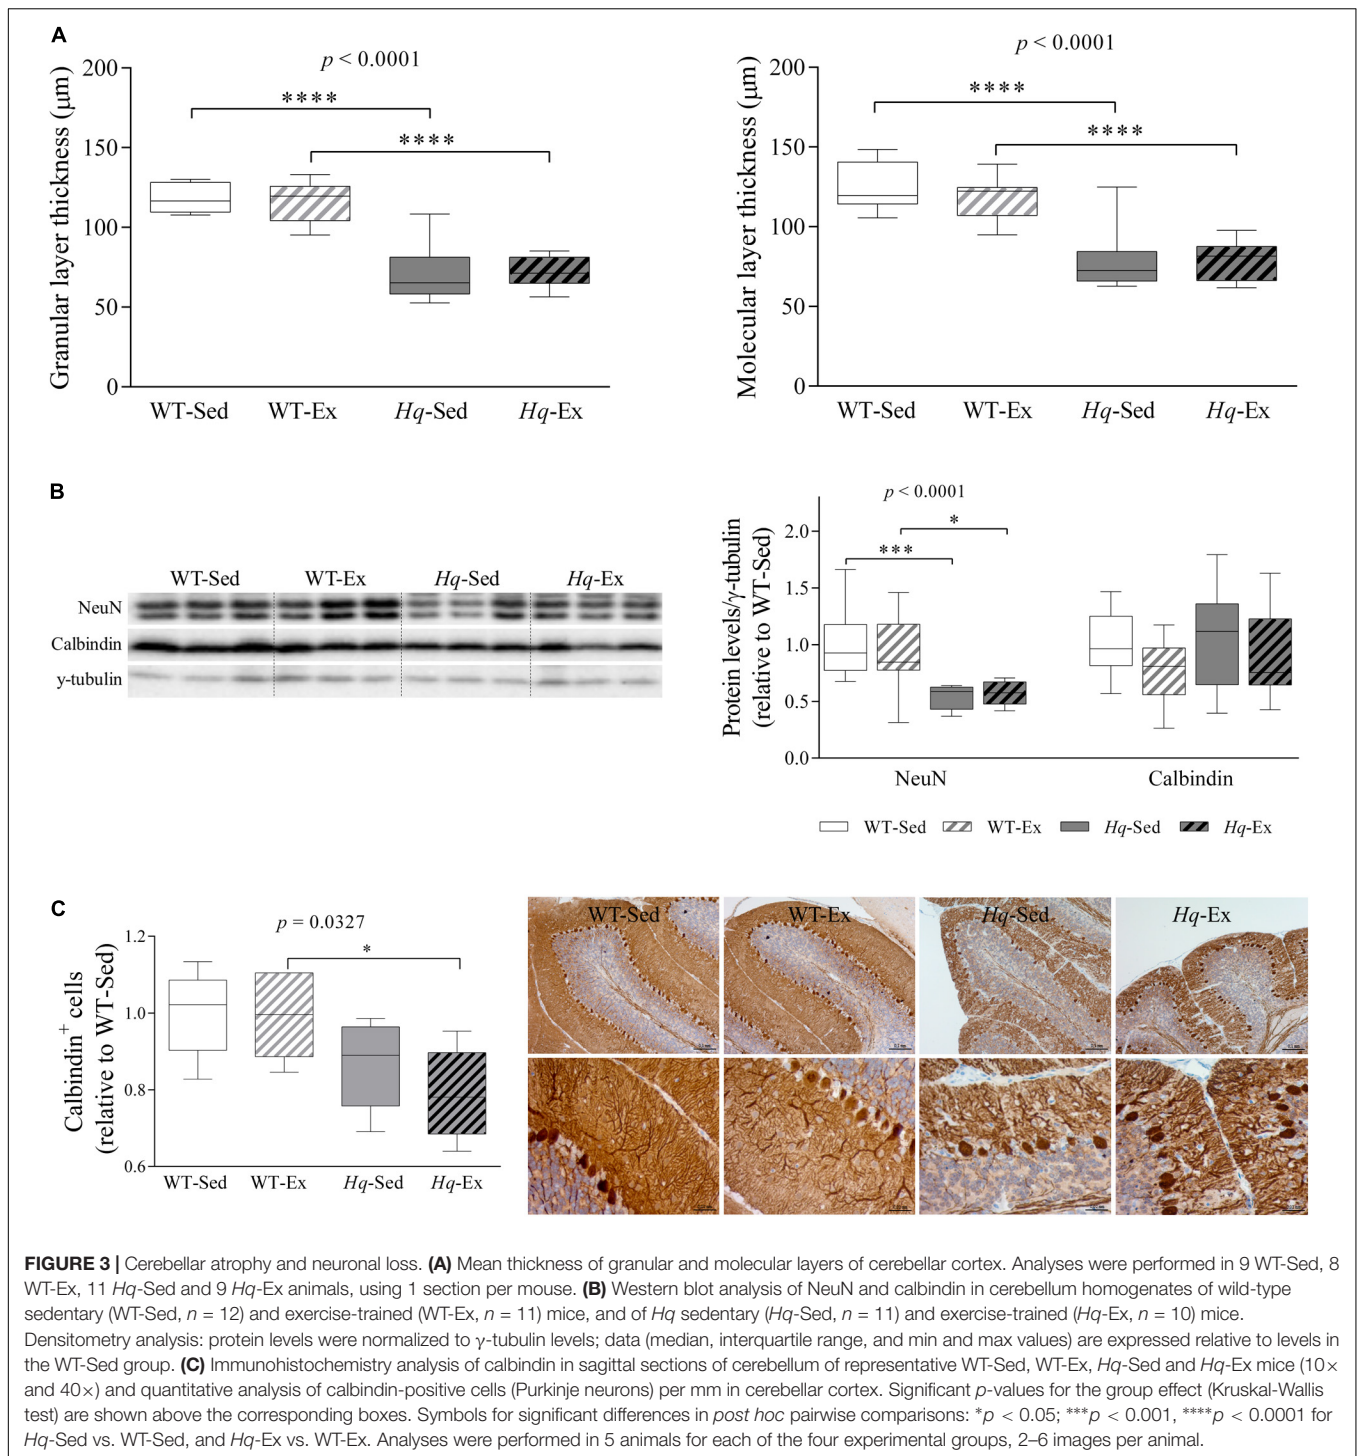 A
p < 0.0001
Granular layer thickness (μm)
200
150
100
50
0
****
****
WT-Sed
WT-Ex
Hq-Sed
Hq-Ex
p < 0.0001
Molecular layer thickness (μm)
200
150
100
50
0
****
****
WT-Sed
WT-Ex
Hq-Sed
Hq-Ex
B
WT-Sed
WT-Ex
Hq-Sed
Hq-Ex
NeuN
Calbindin
γ-tubulin
p < 0.0001
Protein levels/γ-tubulin
(relative to WT-Sed)
2.0
1.5
1.0
0.5
0.0
***
*
NeuN
Calbindin
WT-Sed
WT-Ex
Hq-Sed
Hq-Ex
C
p = 0.0327
Calbindin+ cells
(relative to WT-Sed)
1.2
1.0
0.8
0.6
*
WT-Sed
WT-Ex
Hq-Sed
Hq-Ex
WT-Sed
WT-Ex
Hq-Sed
Hq-Ex
FIGURE 3 | Cerebellar atrophy and neuronal loss. (A) Mean thickness of granular and molecular layers of cerebellar cortex. Analyses were performed in 9 WT-Sed, 8
WT-Ex, 11 Hq-Sed and 9 Hq-Ex animals, using 1 section per mouse. (B) Western blot analysis of NeuN and calbindin in cerebellum homogenates of wild-type
sedentary (WT-Sed, n = 12) and exercise-trained (WT-Ex, n = 11) mice, and of Hq sedentary (Hq-Sed, n = 11) and exercise-trained (Hq-Ex, n = 10) mice.
Densitometry analysis: protein levels were normalized to γ-tubulin levels; data (median, interquartile range, and min and max values) are expressed relative to levels in
the WT-Sed group. (C) Immunohistochemistry analysis of calbindin in sagittal sections of cerebellum of representative WT-Sed, WT-Ex, Hq-Sed and Hq-Ex mice (10×
and 40×) and quantitative analysis of calbindin-positive cells (Purkinje neurons) per mm in cerebellar cortex. Significant p-values for the group effect (Kruskal-Wallis
test) are shown above the corresponding boxes. Symbols for significant differences in post hoc pairwise comparisons: *p < 0.05; ***p < 0.001, ****p < 0.0001 for
Hq-Sed vs. WT-Sed, and Hq-Ex vs. WT-Ex. Analyses were performed in 5 animals for each of the four experimental groups, 2–6 images per animal.